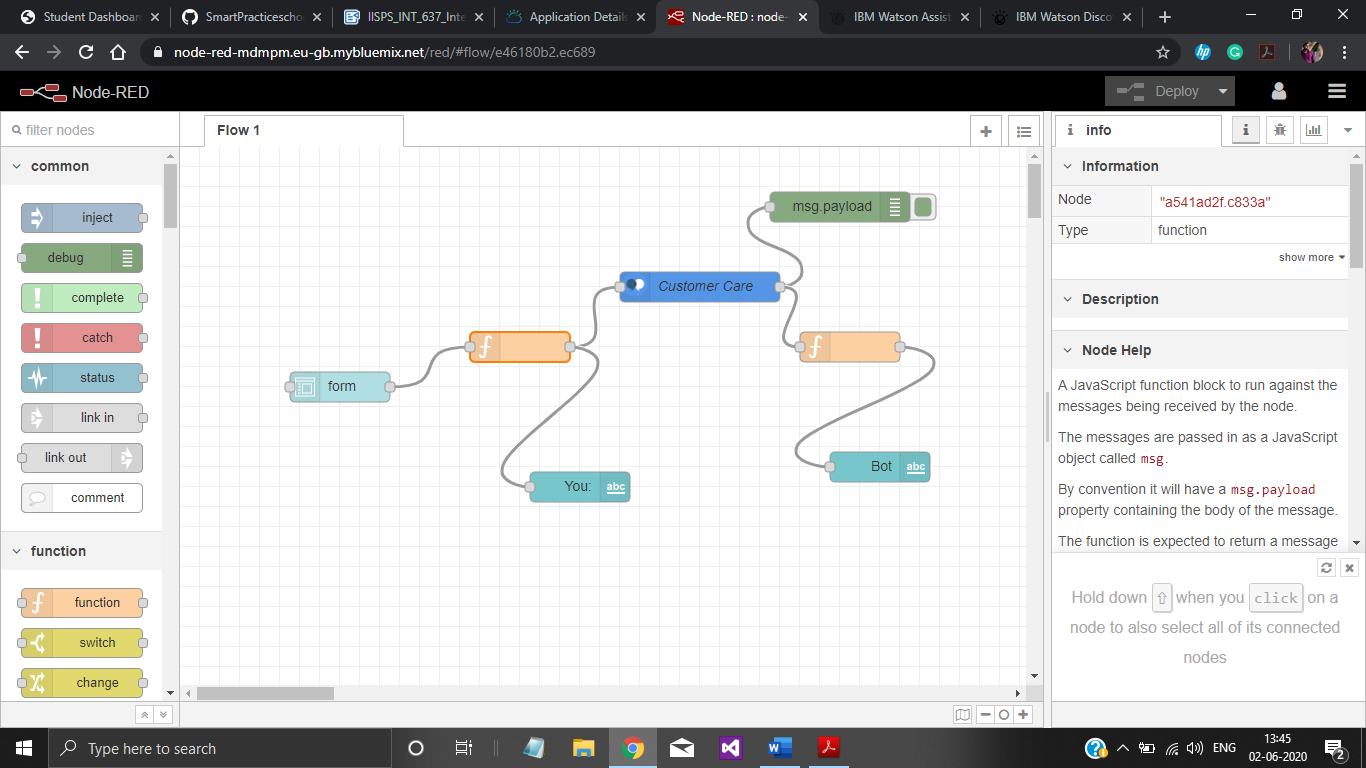 Student Dashboar
SmartPracticescho
IISPS_INT_637_Inte
Application Details
Node-RED : node-
IBM Watson Assist
IBM Watson Disco
node-red-mdmpm.eu-gb.mybluemix.net/red/#flow/e46180b2.ec689
Node-RED
Deploy
filter nodes
Flow 1
info
common
inject
debug
complete
catch
status
link in
link out
comment
function
function
switch
change
msg.payload
Customer Care
form
You:
abc
Bot
abc
Information
Node "a541ad2f.c833a"
Type function
show more
Description
Node Help
A JavaScript function block to run against the
messages being received by the node.
The messages are passed in as a JavaScript
object called msg.
By convention it will have a msg.payload
property containing the body of the message.
The function is expected to return a message
Hold down ⇧ when you click on a
node to also select all of its connected
nodes
Type here to search
ENG
13:45
02-06-2020
2